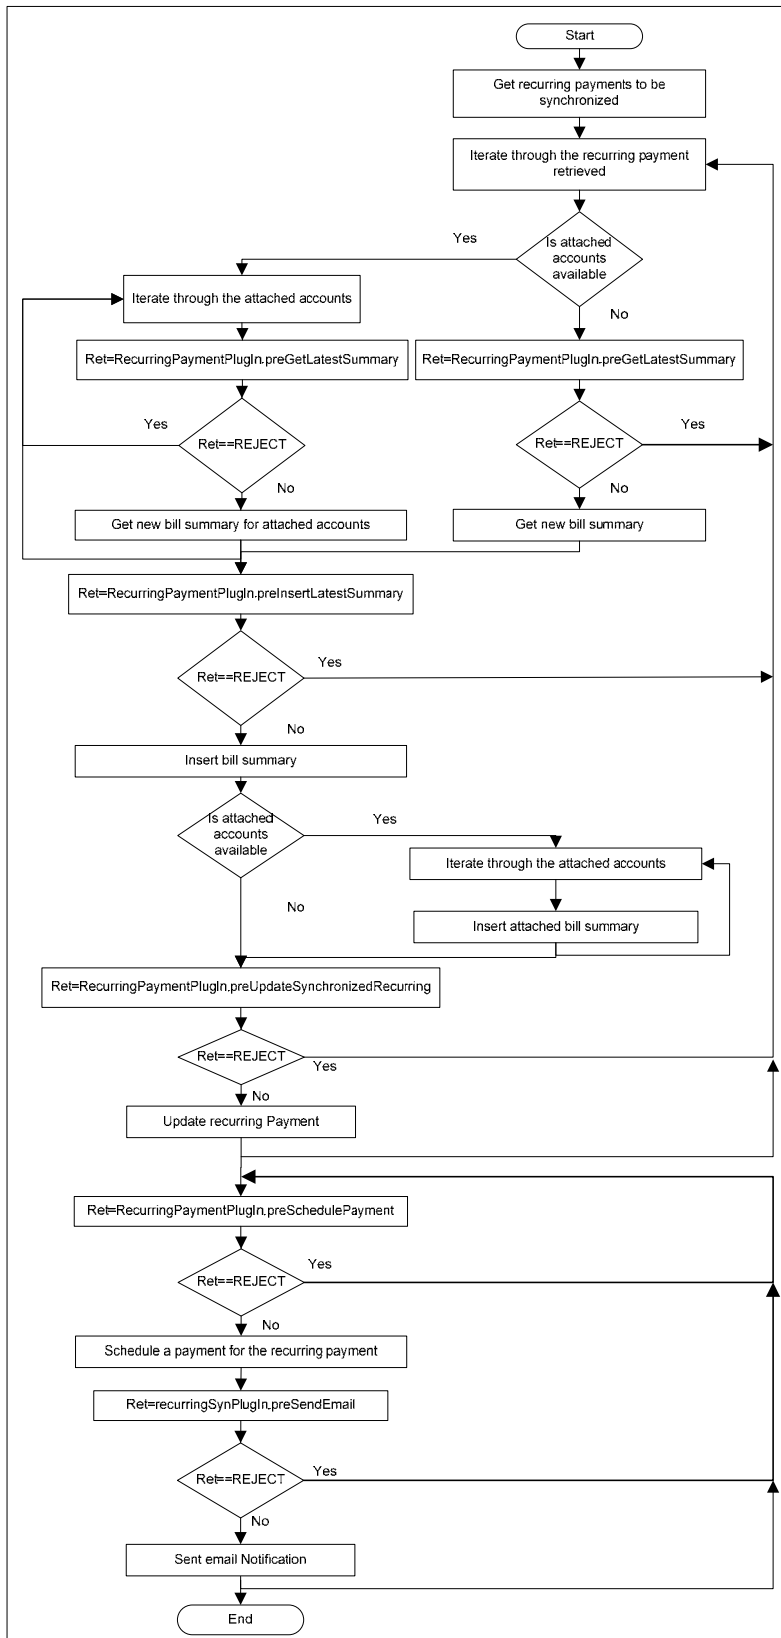 Start
Get recurring payments to be
synchronized
Iterate through the recurring payment
retrieved
Is attached
accounts
available
Yes
No
Iterate through the attached accounts
Ret=RecurringPaymentPlugIn.preGetLatestSummary
Ret=RecurringPaymentPlugIn.preGetLatestSummary
Yes
Ret==REJECT
No
Ret==REJECT
Yes
No
Get new bill summary for attached accounts
Get new bill summary
Ret=RecurringPaymentPlugIn.preInsertLatestSummary
Ret==REJECT
Yes
No
Insert bill summary
Is attached
accounts
available
Yes
No
Iterate through the attached accounts
Insert attached bill summary
Ret=RecurringPaymentPlugIn.preUpdateSynchronizedRecurring
Ret==REJECT
Yes
No
Update recurring Payment
Ret=RecurringPaymentPlugIn.preSchedulePayment
Ret==REJECT
Yes
No
Schedule a payment for the recurring payment
Ret=recurringSynPlugIn.preSendEmail
Ret==REJECT
Yes
No
Sent email Notification
End